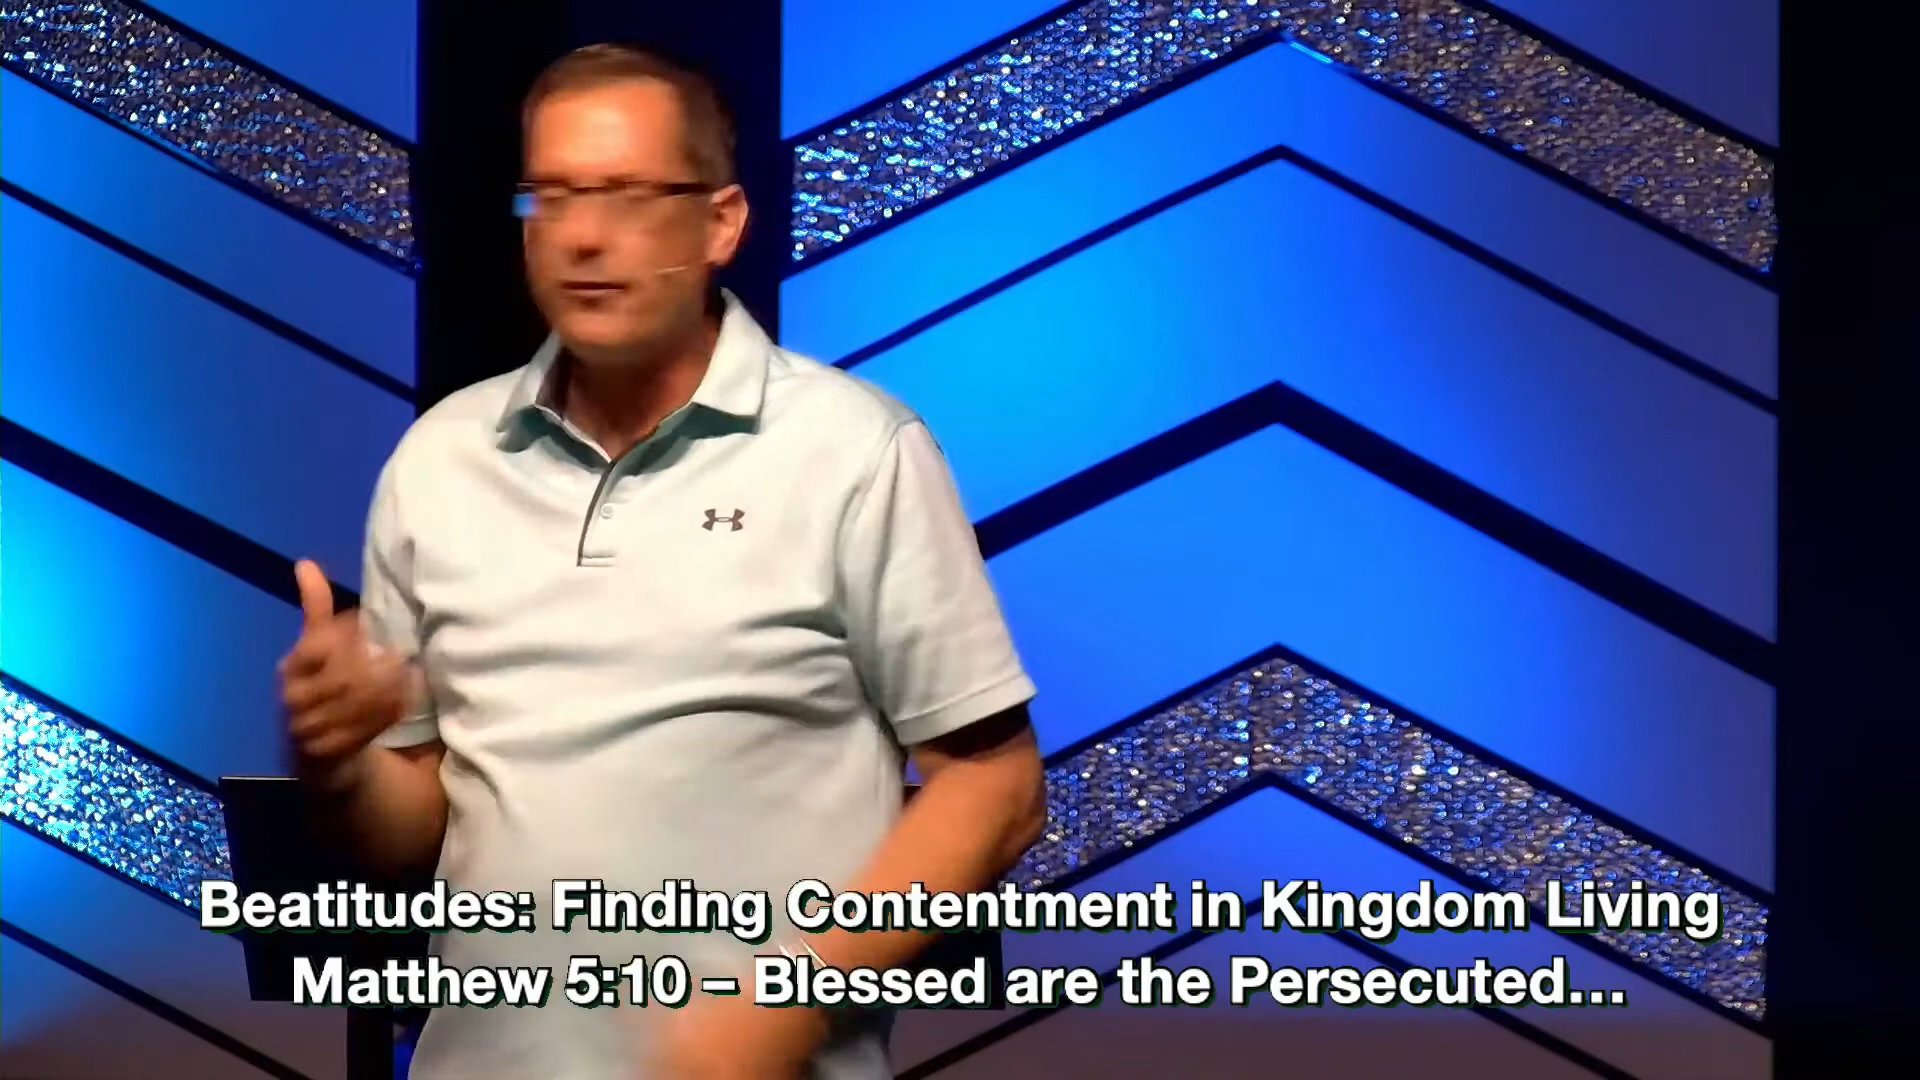 Beatitudes: Finding Contentment in Kingdom Living
Matthew 5:10 – Blessed are the Persecuted...